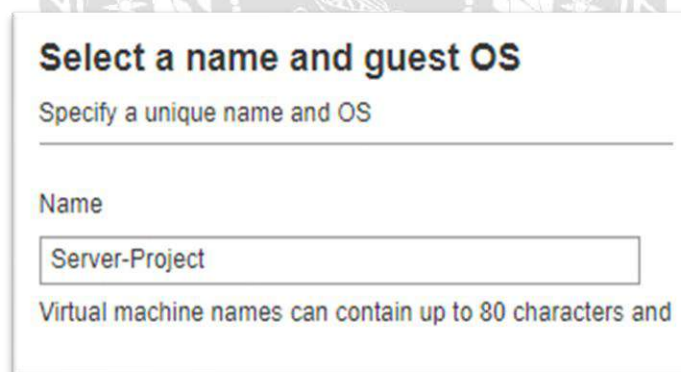 Select a name and guest OS
Specify a unique name and OS
Name
Server-Project
Virtual machine names can contain up to 80 characters and